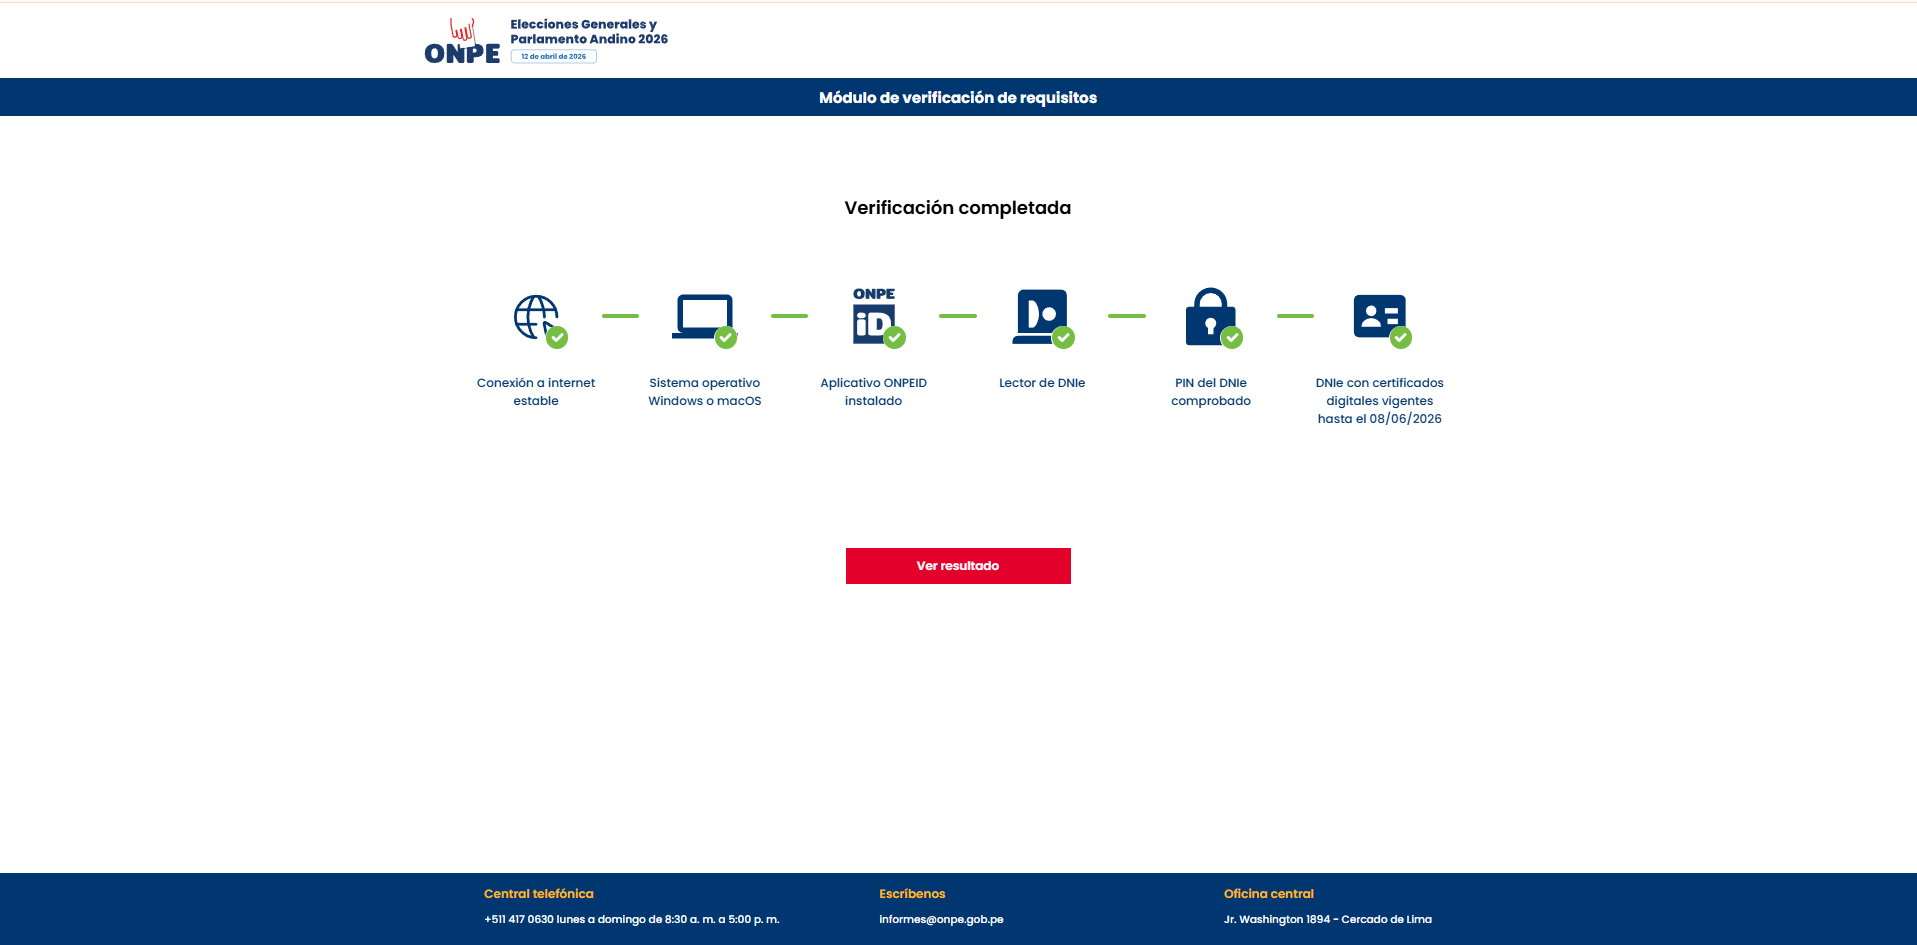 ONPE
Elecciones Generales y
Parlamento Andino 2026
12 de abril de 2026
Módulo de verificación de requisitos
Verificación completada
ONPE
iD
Conexión a internet
estable
Sistema operativo
Windows o macOS
Aplicativo ONPEID
instalado
Lector de DNIe
PIN del DNIe
comprobado
DNIe con certificados
digitales vigentes
hasta el 08/06/2026
Ver resultado
Central telefónica
+511 417 0630 lunes a domingo de 8:30 a. m. a 5:00 p. m.
Escríbenos
informes@onpe.gob.pe
Oficina central
Jr. Washington 1894 - Cercado de Lima